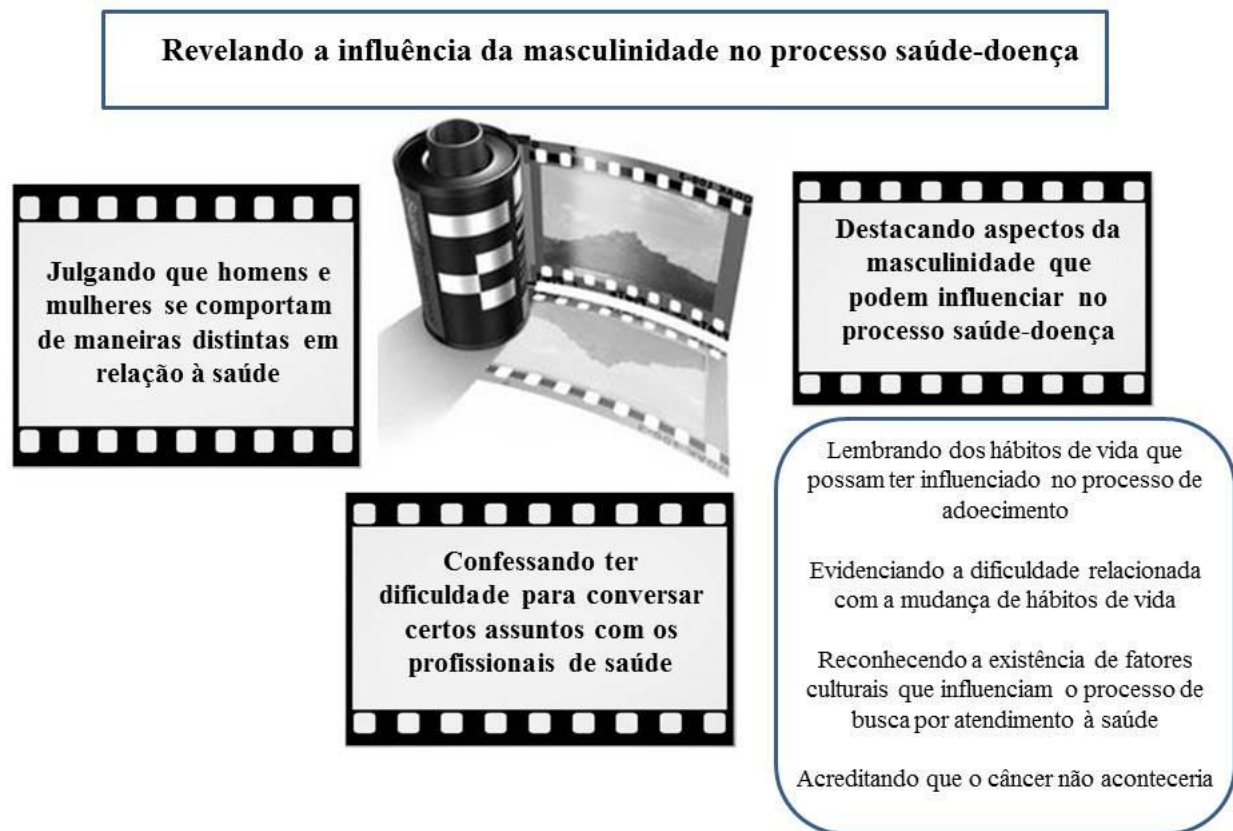 Revelando a influência da masculinidade no processo saúde-doença
Julgando que homens e
mulheres se comportam
de maneiras distintas em
relação à saúde
Destacando aspectos da
masculinidade que
podem influenciar no
processo saúde-doença
Confessando ter
dificuldade para conversar
certos assuntos com os
profissionais de saúde
Lembrando dos hábitos de vida que
possam ter influenciado no processo de
adoecimento
Evidenciando a dificuldade relacionada
com a mudança de hábitos de vida
Reconhecendo a existência de fatores
culturais que influenciam o processo de
busca por atendimento à saúde
Acreditando que o câncer não aconteceria